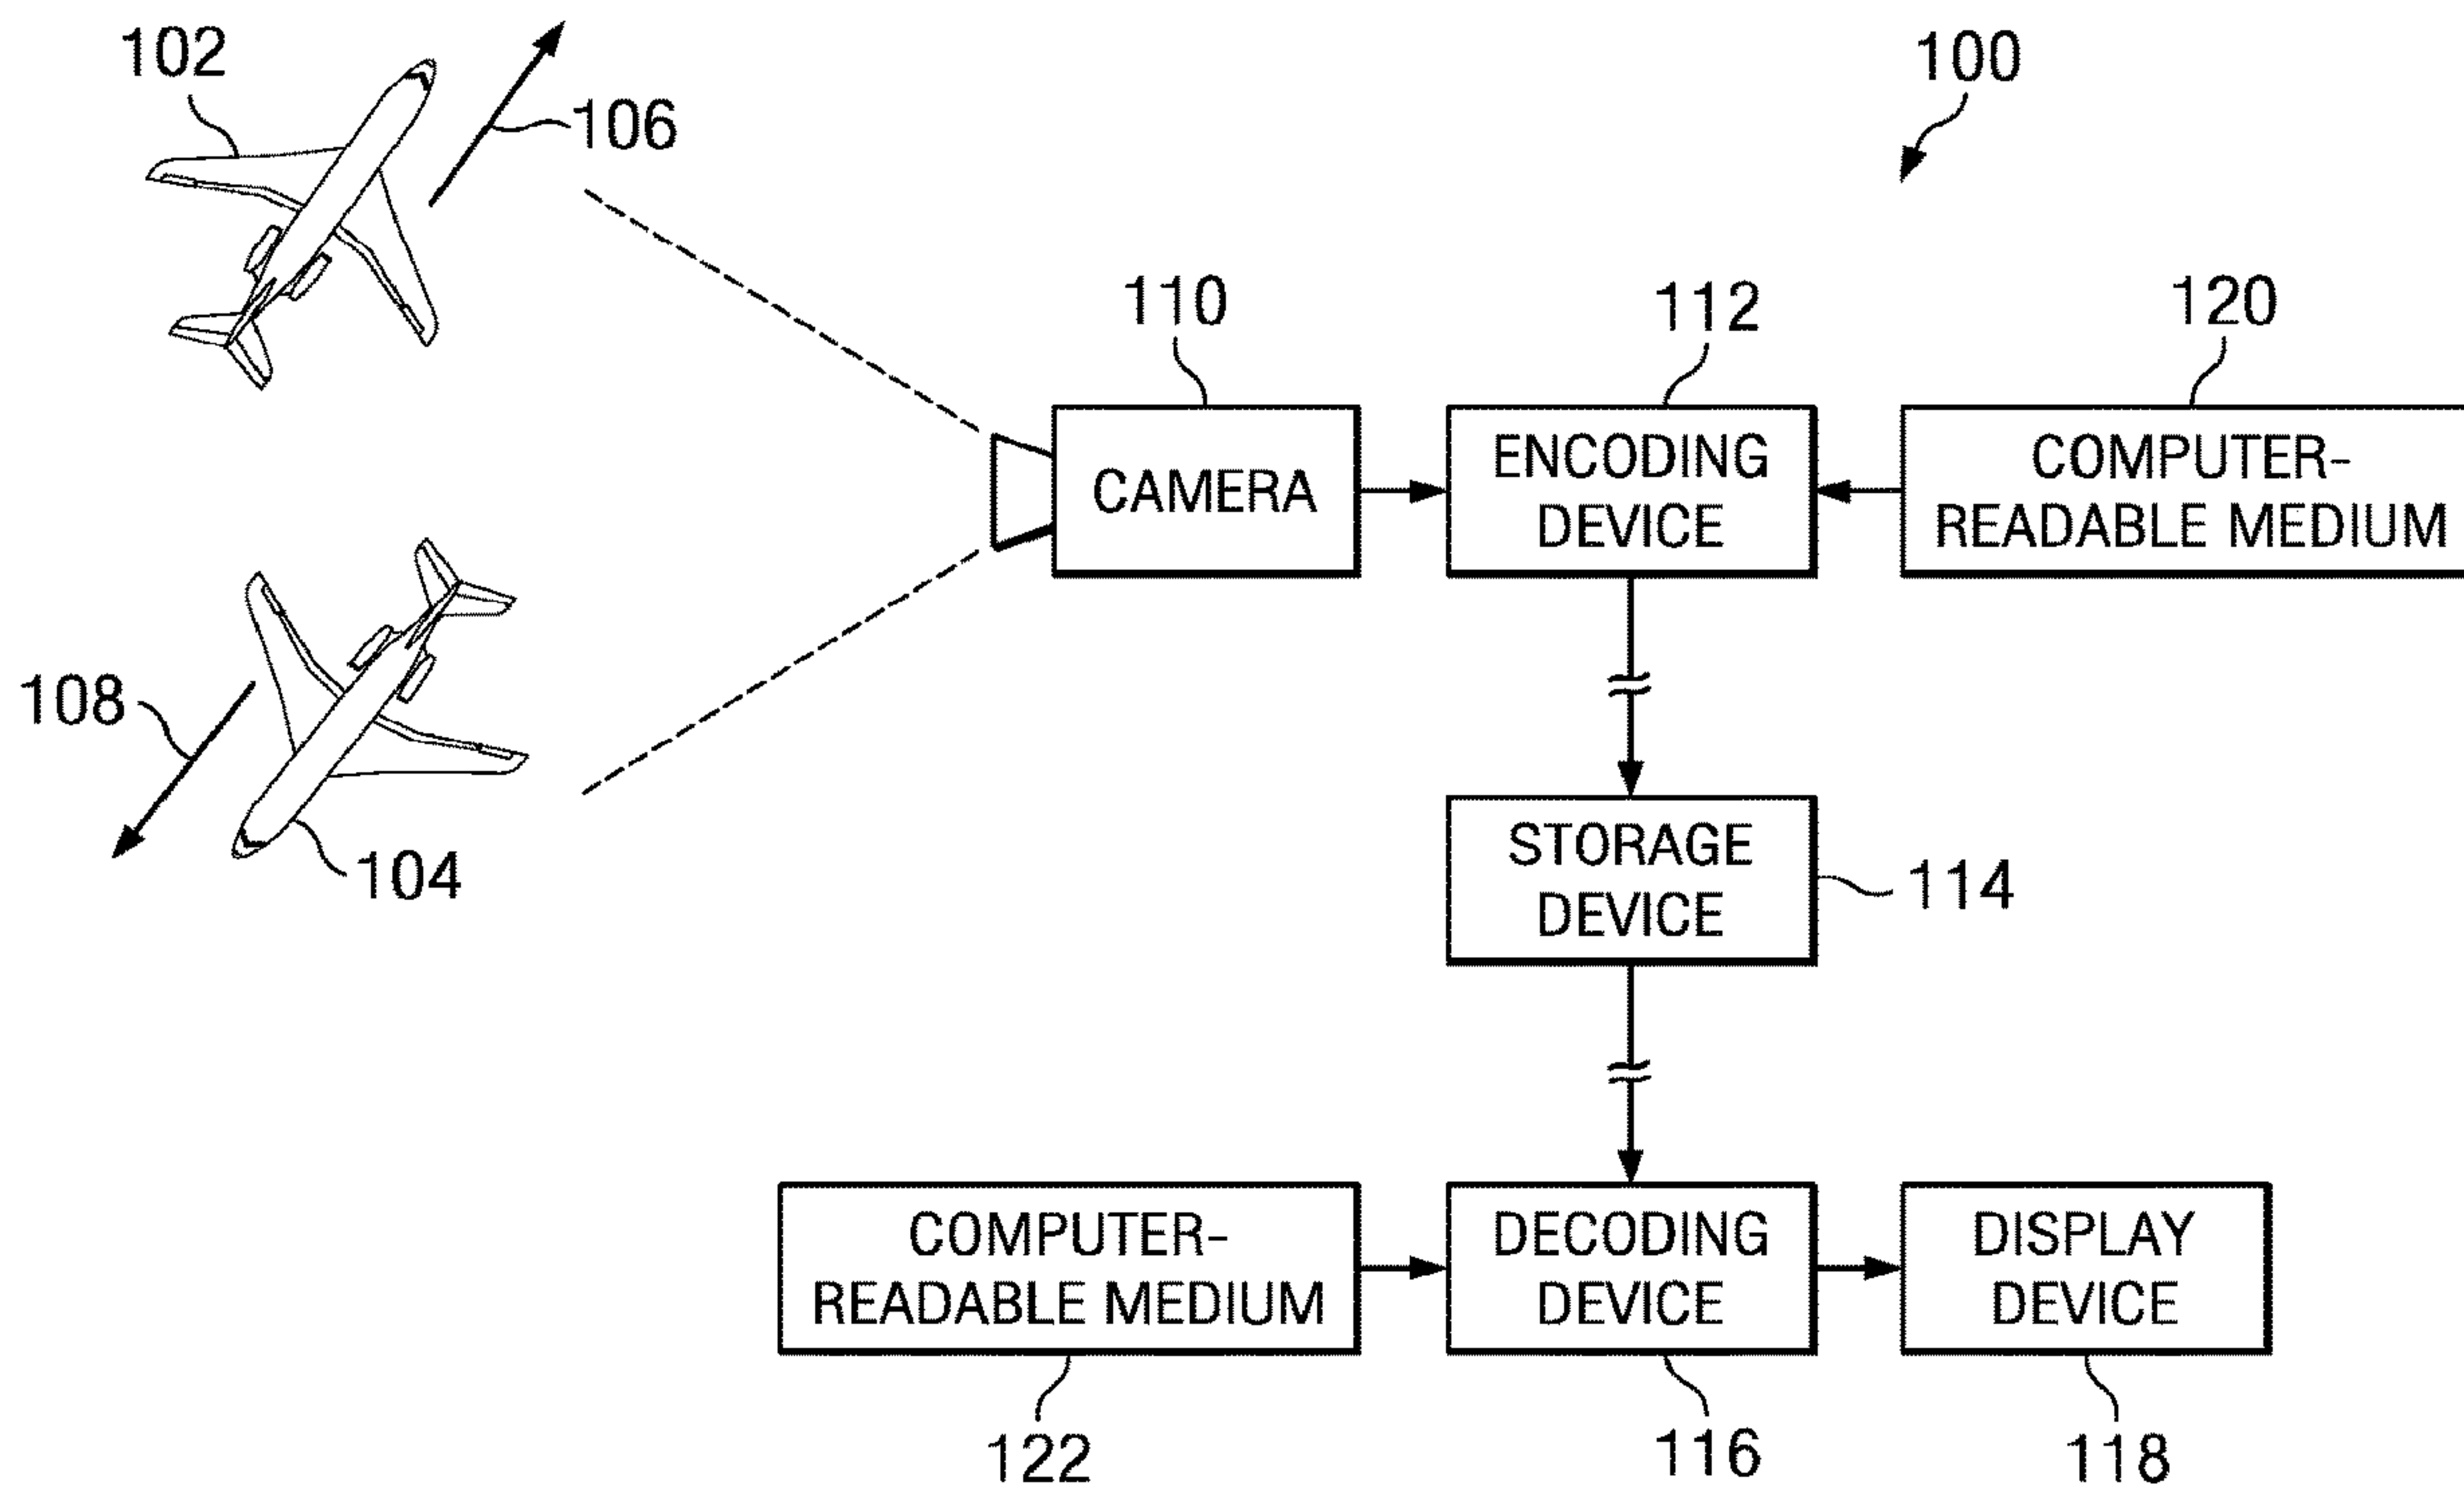 102
106
100
110
112
120
CAMERA
ENCODING
DEVICE
COMPUTER-
READABLE MEDIUM
108
104
STORAGE
DEVICE
114
COMPUTER-
READABLE MEDIUM
DECODING
DEVICE
DISPLAY
DEVICE
122
116
118